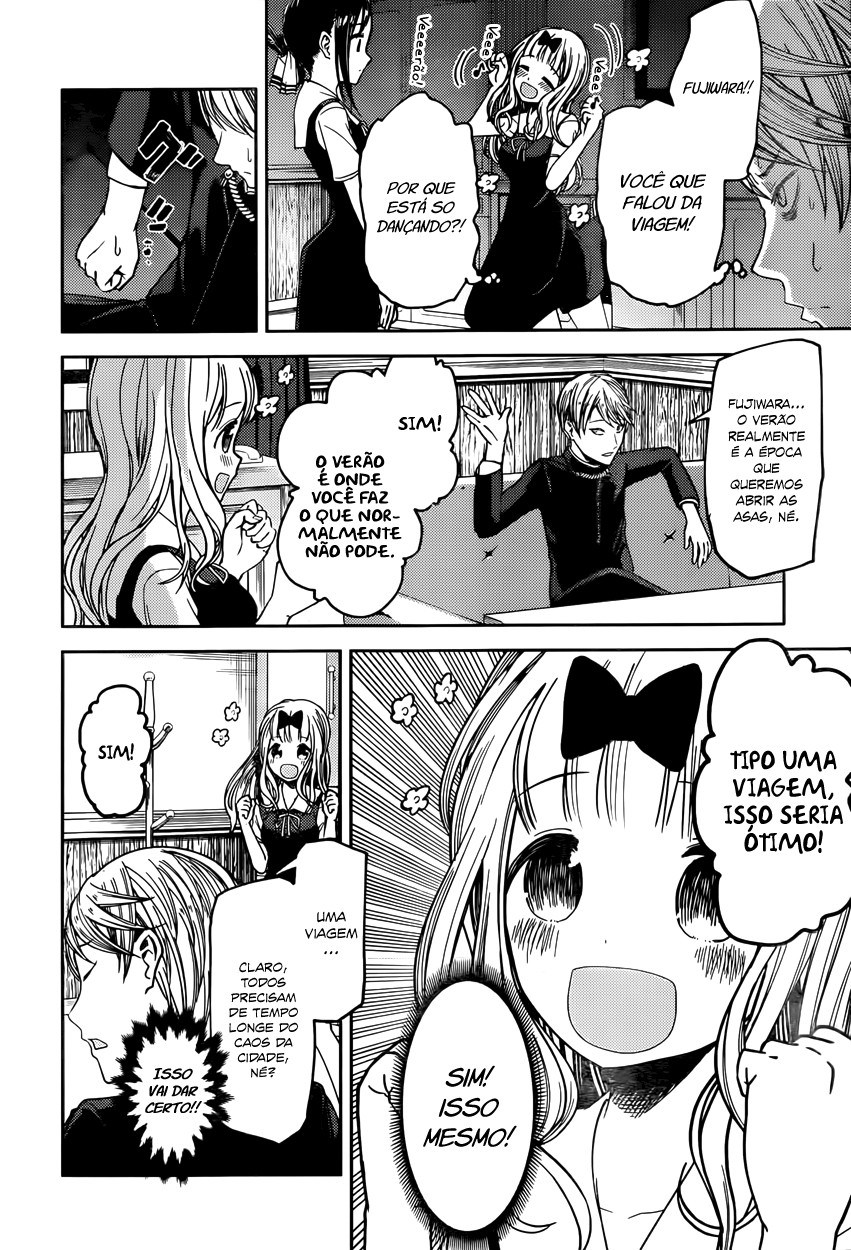 FUJIWARA!!
VOCÊ QUE
FALOU DA
VIAGEM!
Veee
Veee
Veeerão!
POR QUE
ESTÁ SO
DANÇANDO?!
グッ
FUJIWARA...
O VERÃO
REALMENTE
É A ÉPOCA
QUE
QUEREMOS
ABRIR AS
ASAS, NÉ.
SIM!
O VERÃO
É ONDE
VOCÊ FAZ
O QUE NOR-
MALMENTE
NÃO PODE.
TIPO UMA
VIAGEM,
ISSO SERIA
ÓTIMO!
SIM!
ISSO
MESMO!
SIM!
UMA
VIAGEM
...
CLARO,
TODOS
PRECISAM
DE TEMPO
LONGE DO
CAOS DA
CIDADE,
NÉ?
ISSO
VAI DAR
CERTO!!